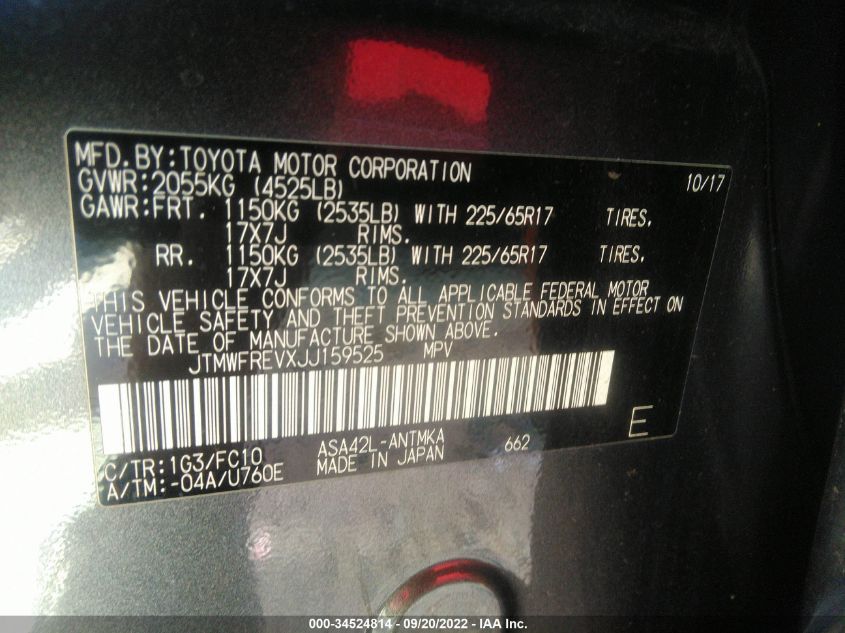 MFD.BY:TOYOTA MOTOR CORPORATION 10/17
GVWR:2055KG (4525LB)
GAWR:FRT. 1150KG (2535LB) WITH 225/65R17 TIRES,
17X7J RIMS.
RR. 1150KG (2535LB) WITH 225/65R17 TIRES,
17X7J RIMS.
THIS VEHICLE CONFORMS TO ALL APPLICABLE FEDERAL MOTOR
VEHICLE SAFETY AND THEFT PREVENTION STANDARDS IN EFFECT ON
THE DATE OF MANUFACTURE SHOWN ABOVE.
JTMWFREVXJJ159525 MPV
E
C/TR:1G3/FC10 ASA42L-ANTMKA 662
A/TM:-04A/U760E MADE IN JAPAN
000-34524814 - 09/20/2022 - IAA Inc.